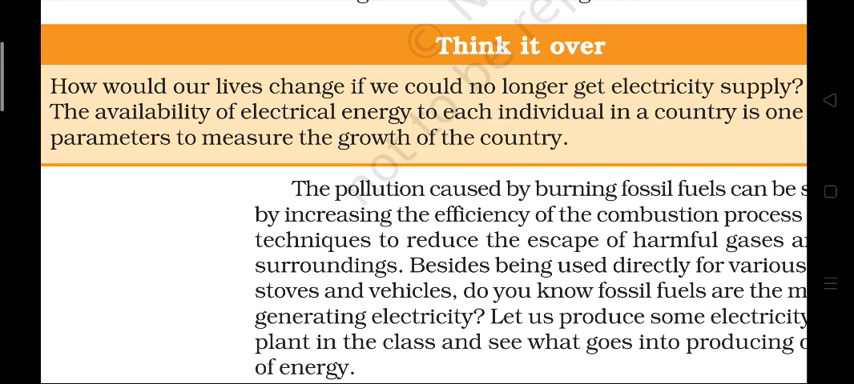 Think it over
How would our lives change if we could no longer get electricity supply?
The availability of electrical energy to each individual in a country is one
parameters to measure the growth of the country.
The pollution caused by burning fossil fuels can be
by increasing the efficiency of the combustion process
techniques to reduce the escape of harmful gases
surroundings. Besides being used directly for various
stoves and vehicles, do you know fossil fuels are the
generating electricity? Let us produce some electricity
plant in the class and see what goes into producing
of energy.